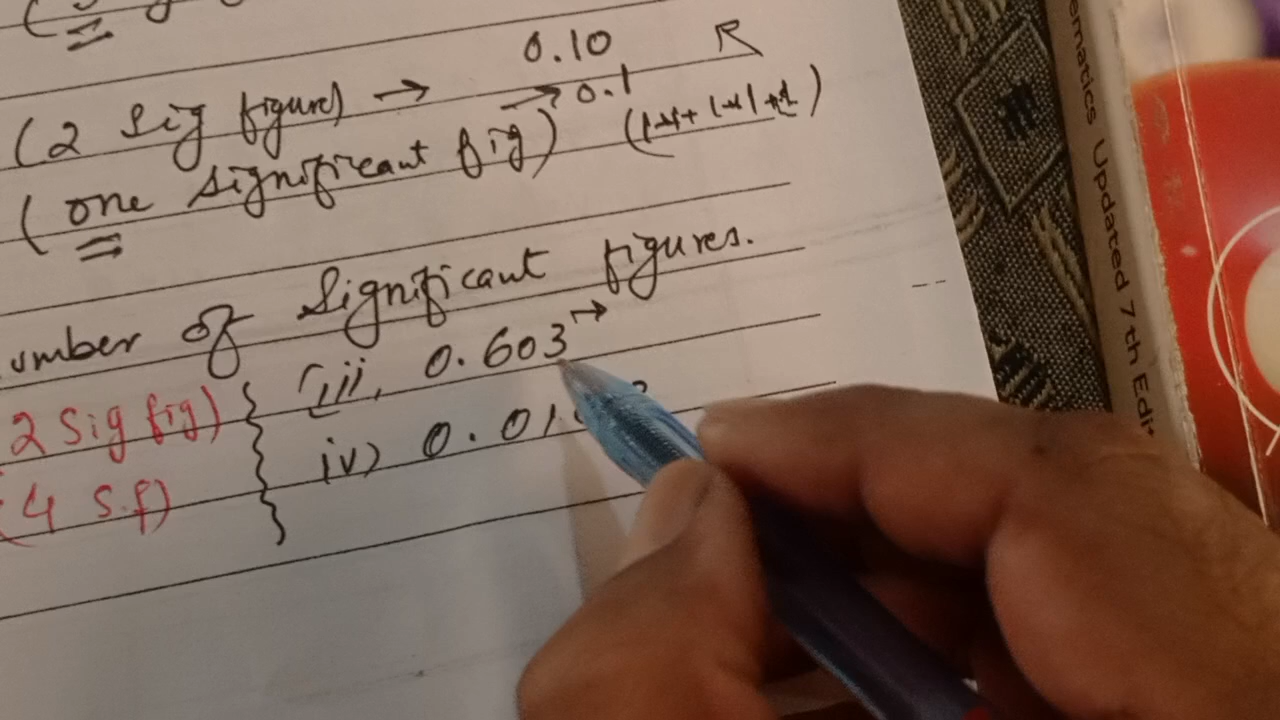 (2 Sig figure) → 0.10
(one significant fig) → 0.1
umber of Significant figures.
2 Sig fig) (iii, 0.603 →
(4 S.f) iv) 0.01
ematics Updated 7th Edit